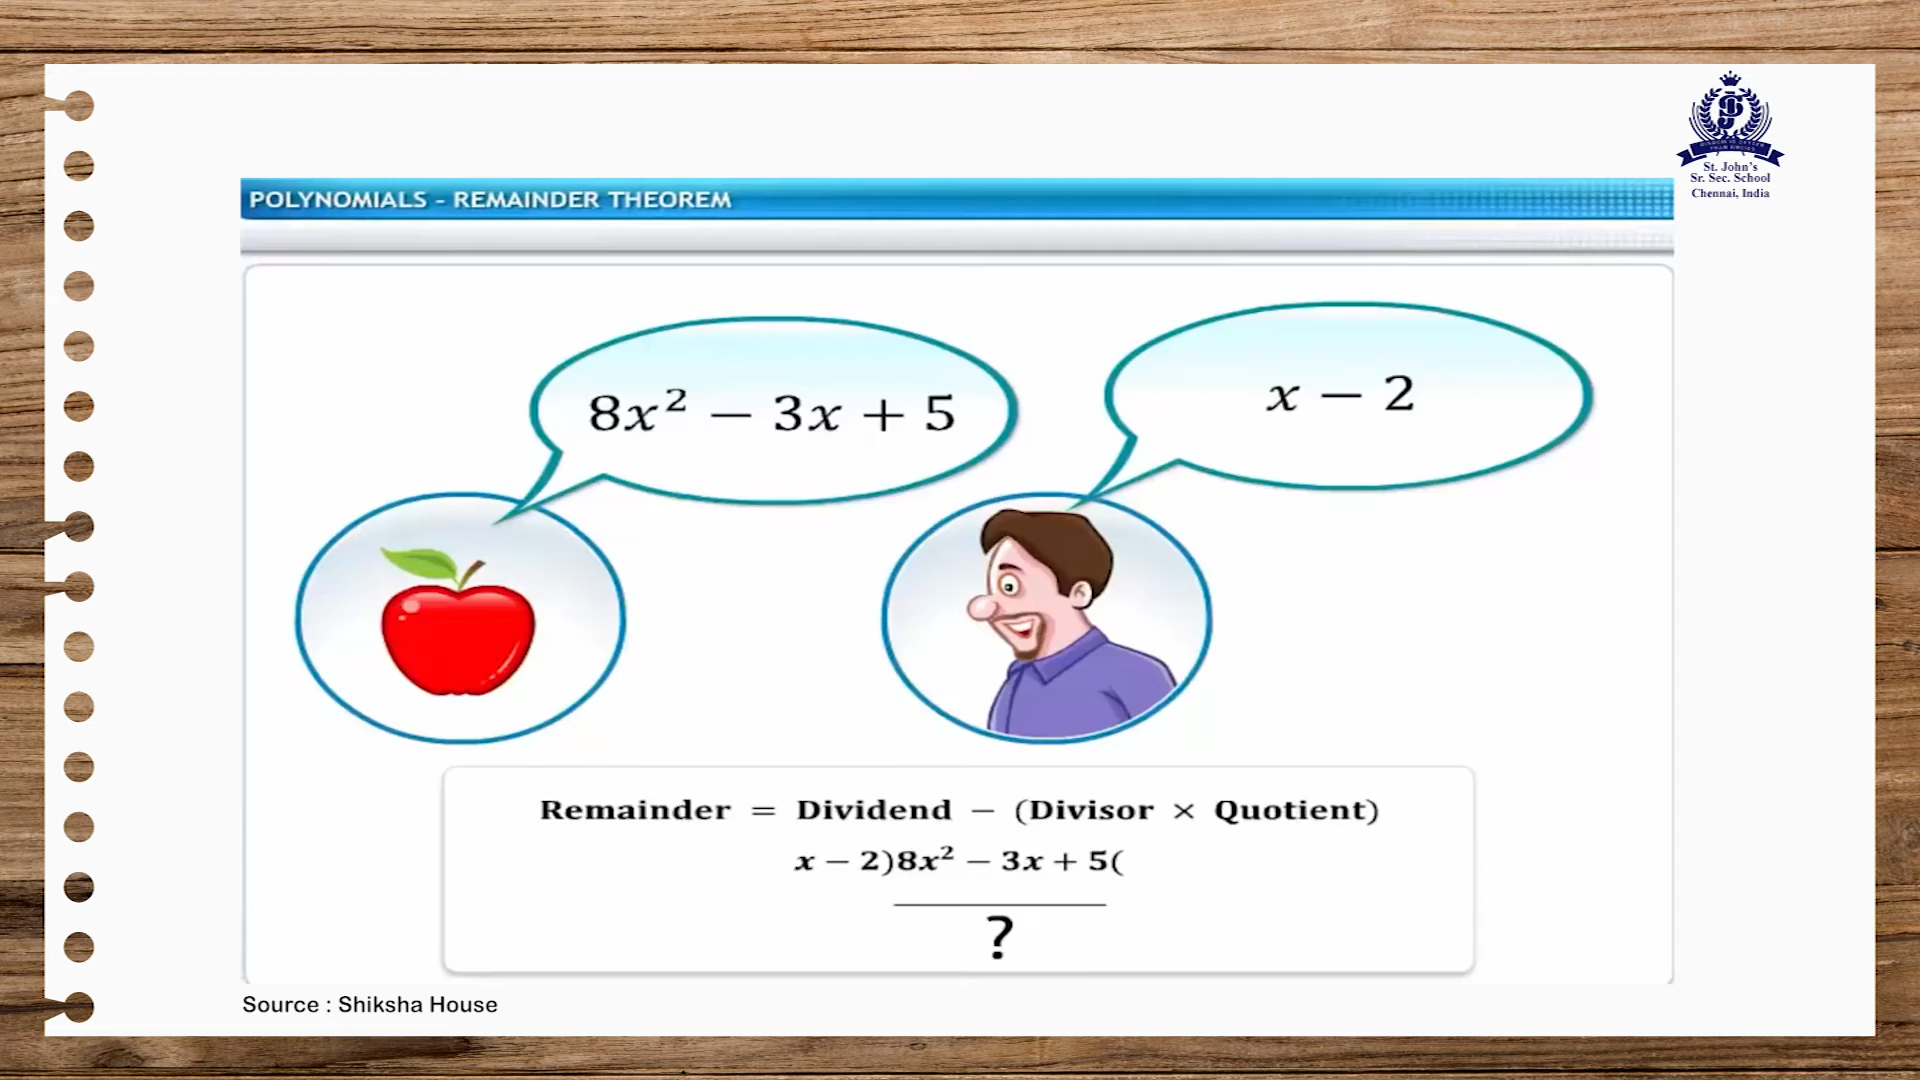 St. John's
Sr. Sec. School
Chennai, India
POLYNOMIALS - REMAINDER THEOREM
8x² − 3x + 5
x − 2
Remainder = Dividend − (Divisor × Quotient)
x − 2)8x² − 3x + 5(
?
Source : Shiksha House